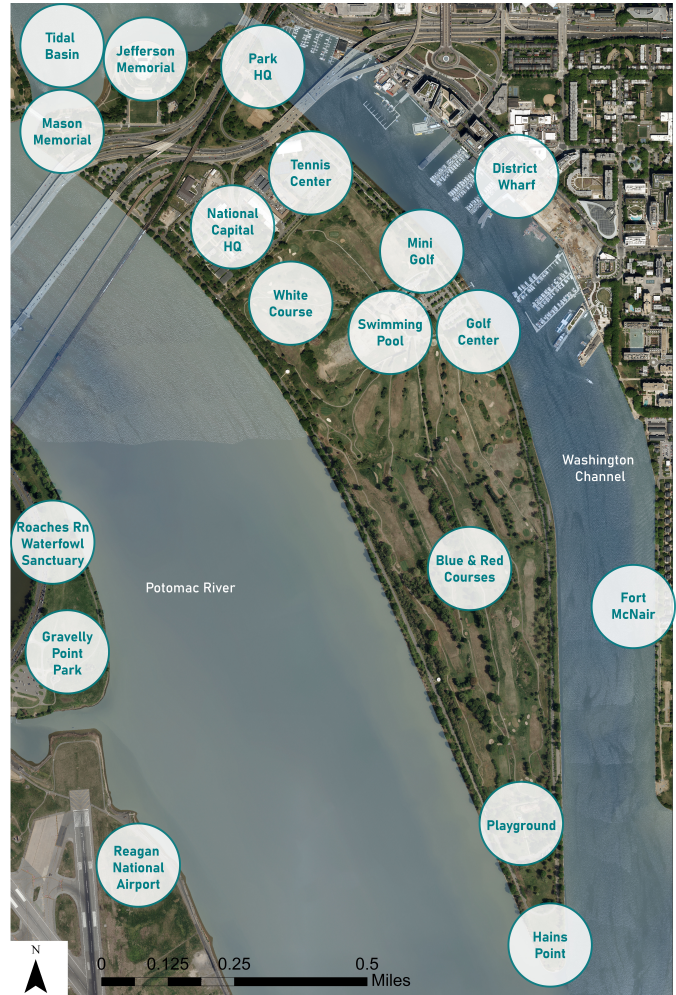 Tidal
Basin
Jefferson
Memorial
Park
HQ
Mason
Memorial
Tennis
Center
District
Wharf
National
Capital
HQ
Mini
Golf
White
Course
Swimming
Pool
Golf
Center
Washington
Channel
Roaches Rn
Waterfowl
Sanctuary
Blue & Red
Courses
Potomac River
Fort
McNair
Gravelly
Point
Park
Playground
Reagan
National
Airport
Hains
Point
N
0 0.125 0.25 0.5
Miles